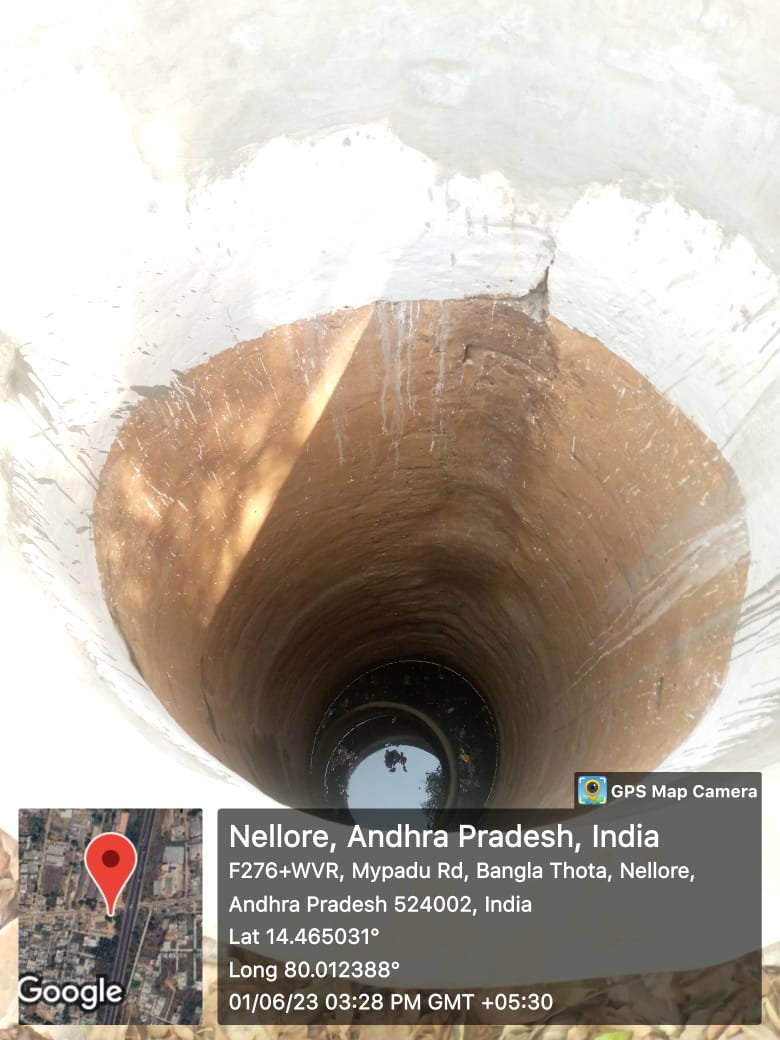 GPS Map Camera
Nellore, Andhra Pradesh, India
F276+WVR, Mypadu Rd, Bangla Thota, Nellore,
Andhra Pradesh 524002, India
Lat 14.465031°
Long 80.012388°
01/06/23 03:28 PM GMT +05:30
Google